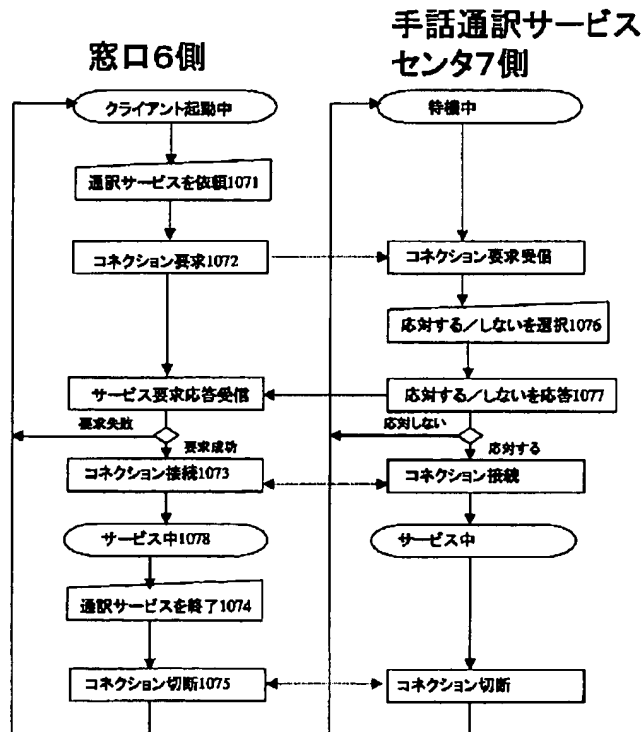 窓口6側
手話通訳サービス
センタ7側
クライアント起動中
待機中
通訳サービスを依頼1071
コネクション要求1072
コネクション要求受信
応対する／しないを選択1076
サービス要求応答受信
応対する／しないを応答1077
要求失敗
要求成功
応対しない
応対する
コネクション接続1073
コネクション接続
サービス中1078
サービス中
通訳サービスを終了1074
コネクション切断1075
コネクション切断